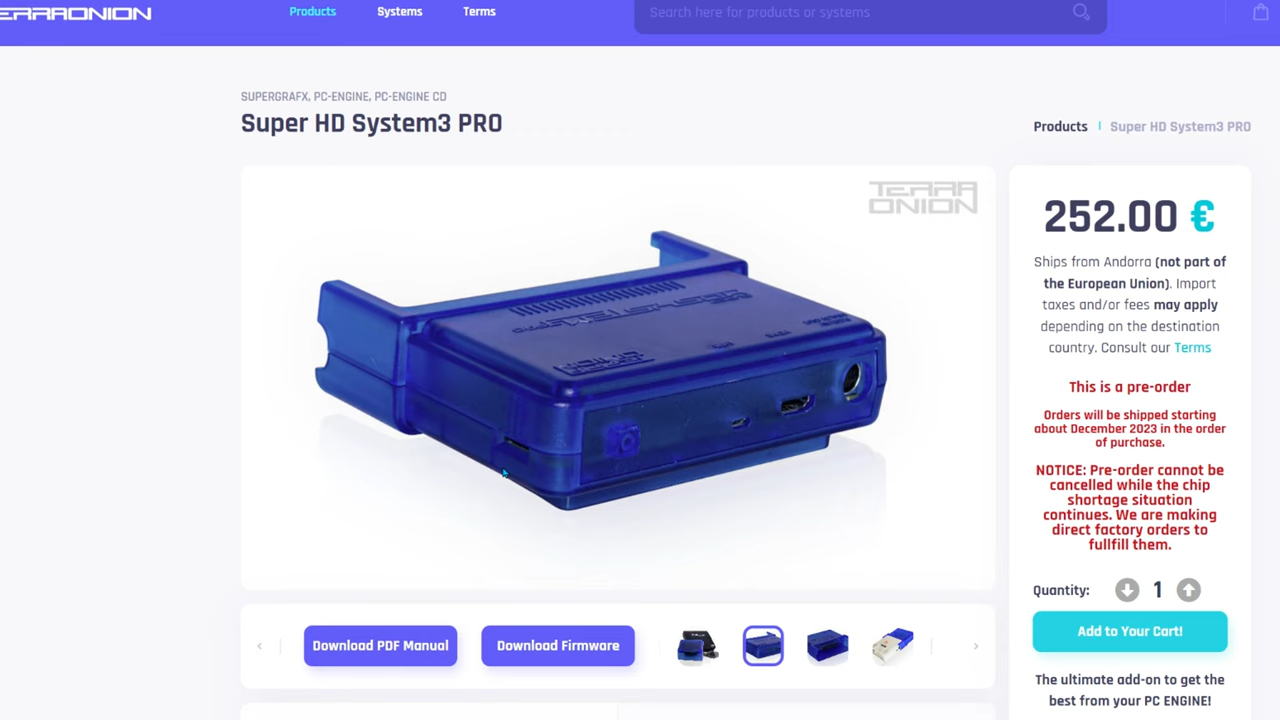 ERRAONION
Products
Systems
Terms
Search here for products or systems
SUPERGRAFX, PC-ENGINE, PC-ENGINE CD
Super HD System3 PRO
Products | Super HD System3 PRO
TERRA
ONION
252.00 €
Ships from Andorra (not part of
the European Union). Import
taxes and/or fees may apply
depending on the destination
country. Consult our Terms
This is a pre-order
Orders will be shipped starting
about December 2023 in the order
of purchase.
NOTICE: Pre-order cannot be
cancelled while the chip
shortage situation
continues. We are making
direct factory orders to
fullfill them.
Quantity: 1
Add to Your Cart!
Download PDF Manual
Download Firmware
The ultimate add-on to get the
best from your PC ENGINE!